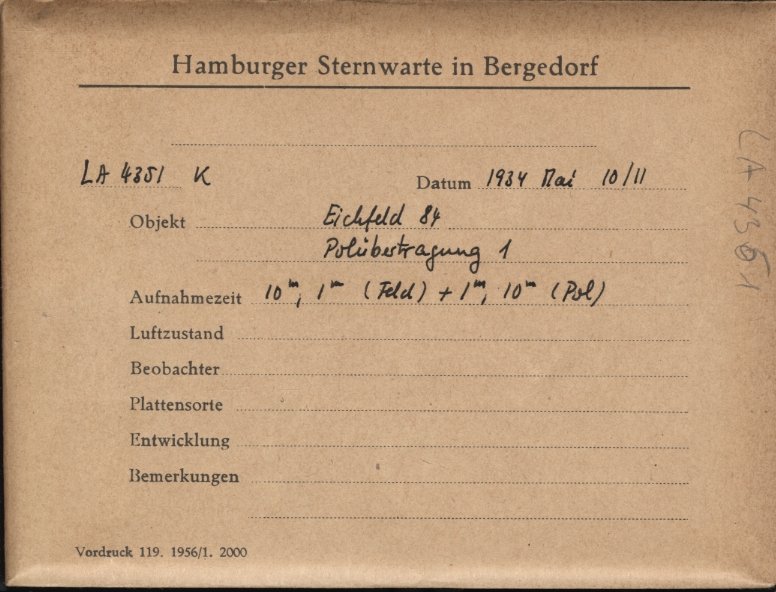 Hamburger Sternwarte in Bergedorf
LA 4351 K
Datum 1934 Mai 10/11
Objekt Eichfeld 84
Polübertragung 1
Aufnahmezeit 10ᵐ, 1ᵐ (Feld) + 1ᵐ, 10ᵐ (Pol)
Luftzustand
Beobachter
Plattensorte
Entwicklung
Bemerkungen
Vordruck 119. 1956/1. 2000
LA 4351